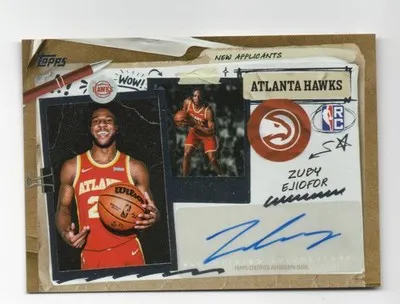 NEW APPLICANTS
TOPPS
HAWKS
WOW!
ATLANTA HAWKS
RC
ATLANTA
2
WILSON
ZUBY
EJIOFOR
TOPPS CERTIFIED AUTOGRAPH ISSUE